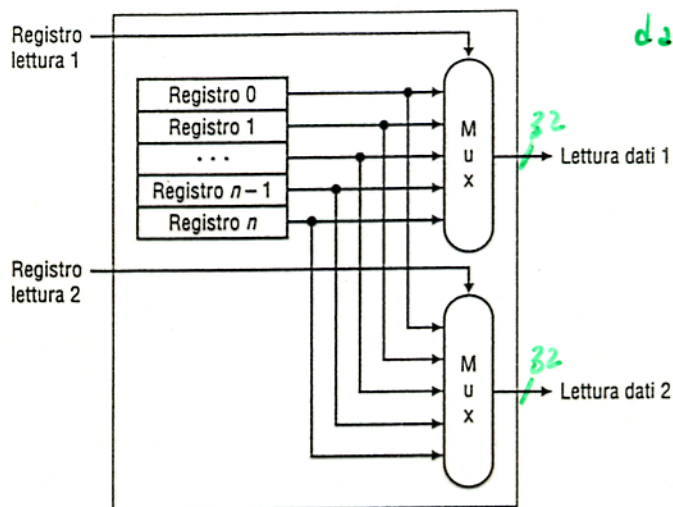 Registro
lettura 1
da
Registro 0
Registro 1
...
Registro n – 1
Registro n
M
u
x
32
Lettura dati 1
Registro
lettura 2
M
u
x
32
Lettura dati 2